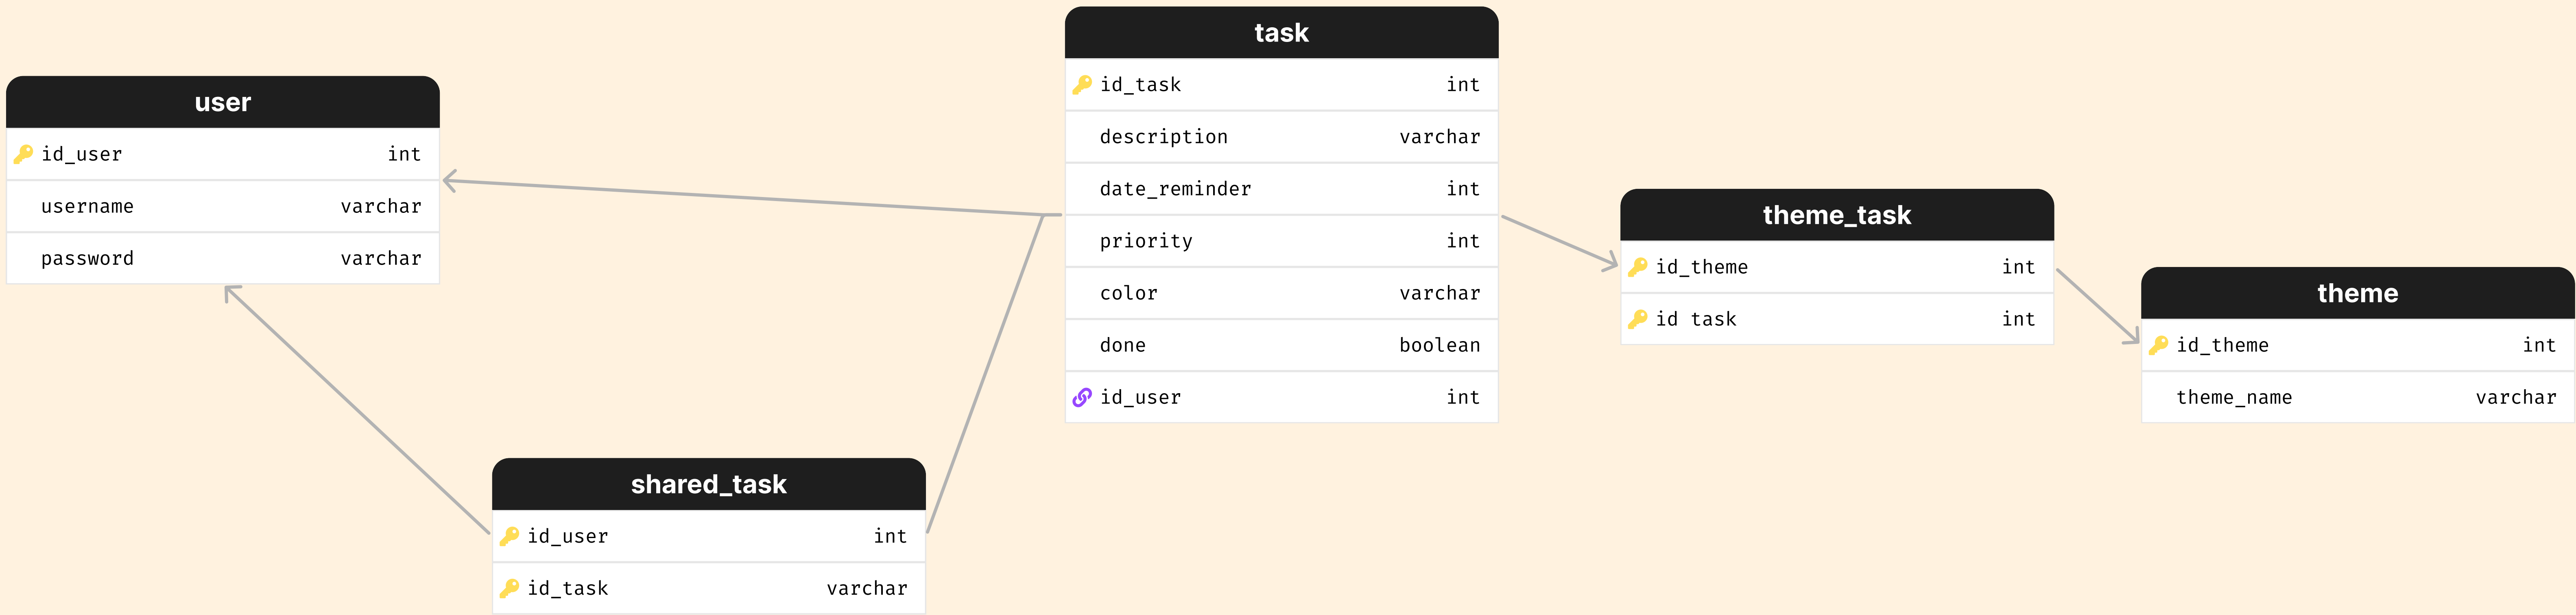 user
id_user int
username varchar
password varchar
task
id_task int
description varchar
date_reminder int
priority int
color varchar
done boolean
id_user int
shared_task
id_user int
id_task varchar
theme_task
id_theme int
id task int
theme
id_theme int
theme_name varchar